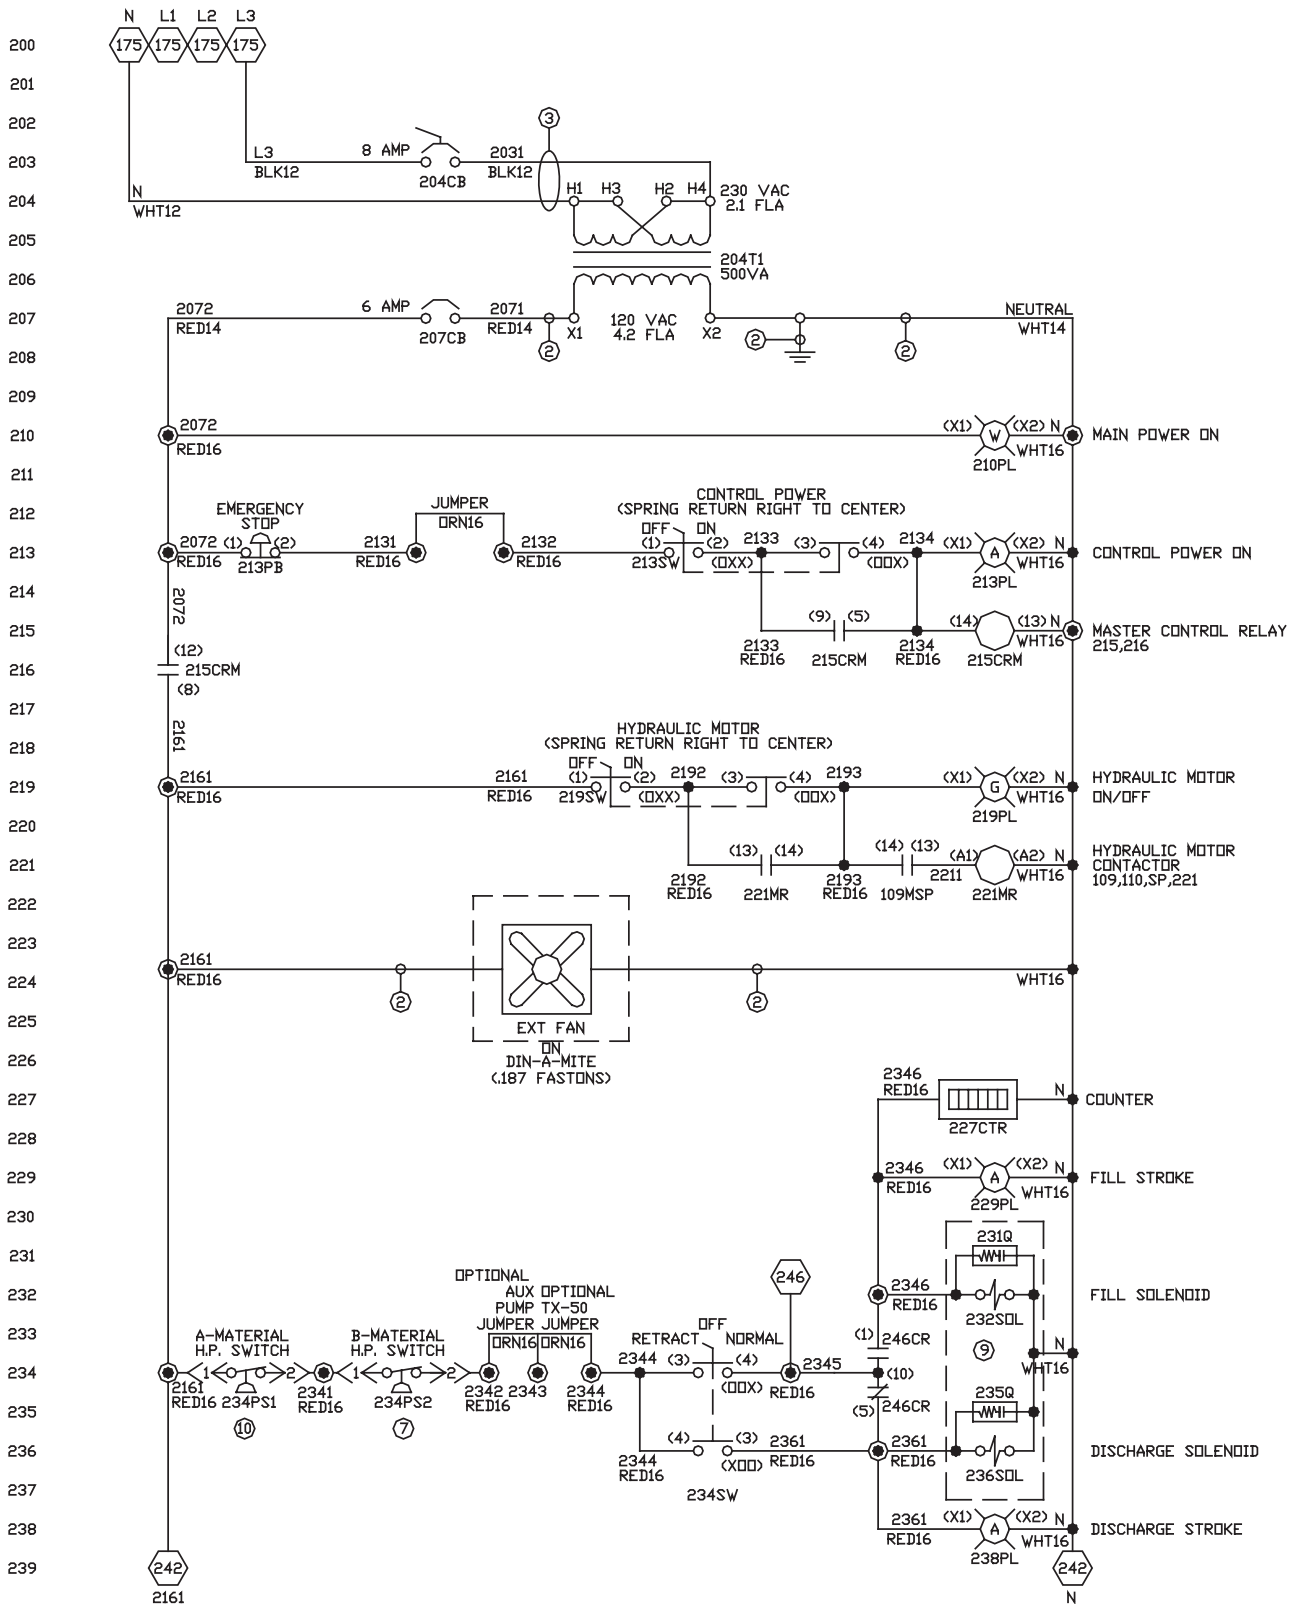 N L1 L2 L3
200 175 175 175 175
201
202 3
8 AMP
203 L3 2031
BLK12 204CB BLK12
204 N H1 H3 H2 H4 230 VAC
WHT12 2.1 FLA
205
204T1
206 500VA
6 AMP
207 2072 2071 120 VAC NEUTRAL
RED14 207CB RED14 X1 4.2 FLA X2 WHT14
208 2 2 2
209
210 2072 (X1) W (X2) N MAIN POWER ON
RED16 210PL WHT16
211
CONTROL POWER
212 EMERGENCY JUMPER (SPRING RETURN RIGHT TO CENTER)
STOP ORN16 OFF ON
213 2072 (1) (2) 2131 2132 (1) (2) 2133 (3) (4) 2134 (X1) A (X2) N CONTROL POWER ON
RED16 213PB RED16 RED16 213SW (OXX) (OOX) 213PL WHT16
214 2072
215 (9) (5) (14) (13) N MASTER CONTROL RELAY
2133 2134 WHT16 215,216
RED16 215CRM RED16 215CRM
216 (12) 215CRM
(8)
217
218 2161 HYDRAULIC MOTOR
(SPRING RETURN RIGHT TO CENTER)
OFF ON
219 2161 2161 (1) (2) 2192 (3) (4) 2193 (X1) G (X2) N HYDRAULIC MOTOR
RED16 RED16 219SW (OXX) (OOX) 219PL WHT16 ON/OFF
220
221 (13) (14) (14) (13) (A1) (A2) N HYDRAULIC MOTOR
CONTACTOR
2192 2193 2211 WHT16 109,110,SP,221
RED16 221MR RED16 109MSP 221MR
222
223
2161
224 RED16 2 2 WHT16
225
EXT FAN
226 ON
DIN-A-MITE
(.187 FASTONS)
2346
227 RED16 N COUNTER
227CTR
228
229 2346 (X1) A (X2) N FILL STROKE
RED16 229PL WHT16
230
231 231Q
OPTIONAL 246
232 AUX OPTIONAL 2346 FILL SOLENOID
PUMP TX-50 RED16 232SOL
233 A-MATERIAL B-MATERIAL JUMPER JUMPER OFF
H.P. SWITCH H.P. SWITCH ORN16 ORN16 RETRACT NORMAL (1) 246CR 9
234 1 2 1 2 2344 (3) (4) 2345 (10) WHT16
2161 2341 2342 2343 2344 (OOX) RED16
RED16 234PS1 RED16 234PS2 RED16 RED16
235 10 7 (5) 246CR 235Q
236 (4) (3) 2361 2361 DISCHARGE SOLENOID
2344 (XOO) RED16 RED16
RED16 236SOL
237 234SW
238 2361 (X1) A (X2) N DISCHARGE STROKE
RED16 238PL WHT16
239 242 242
2161 N